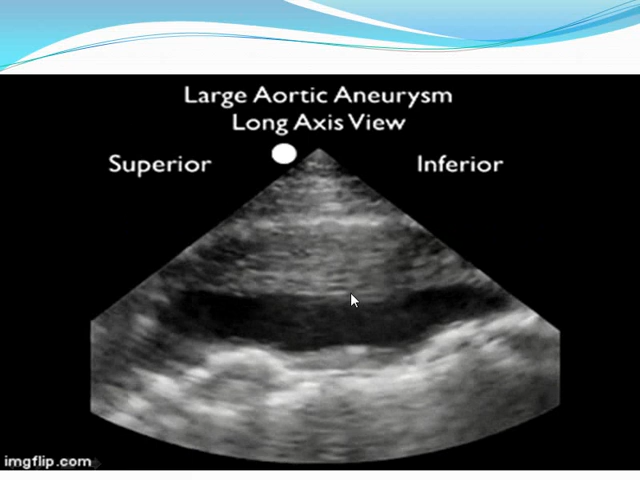 Large Aortic Aneurysm
Long Axis View
Superior
Inferior
imgflip.com